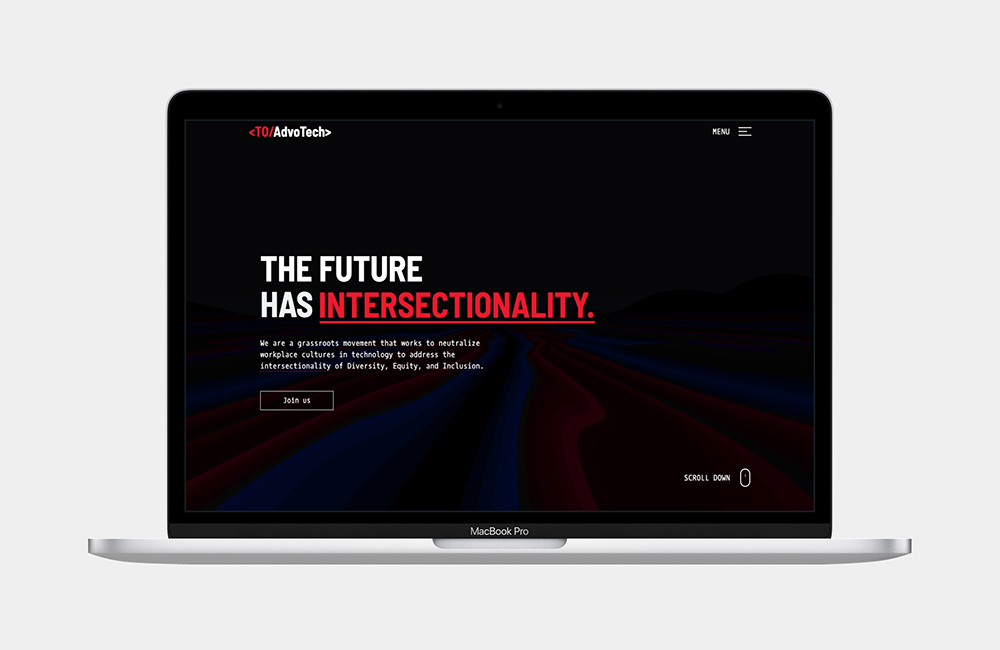 <TO/AdvoTech>
MENU
THE FUTURE
HAS INTERSECTIONALITY.
We are a grassroots movement that works to neutralize
workplace cultures in technology to address the
intersectionality of Diversity, Equity, and Inclusion.
Join us
SCROLL DOWN
MacBook Pro